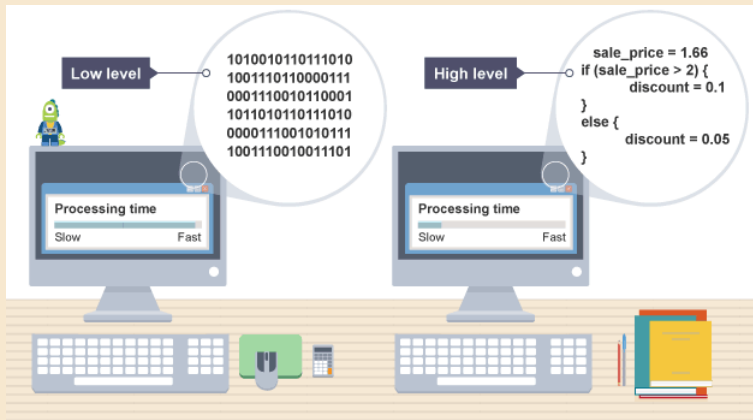 Low level
1010010110111010
1001110110000111
0001110010110001
1011010110111010
0000111001010111
1001110010011101
Processing time
Slow Fast
High level
sale_price = 1.66
if (sale_price > 2) {
discount = 0.1
}
else {
discount = 0.05
}
Processing time
Slow Fast